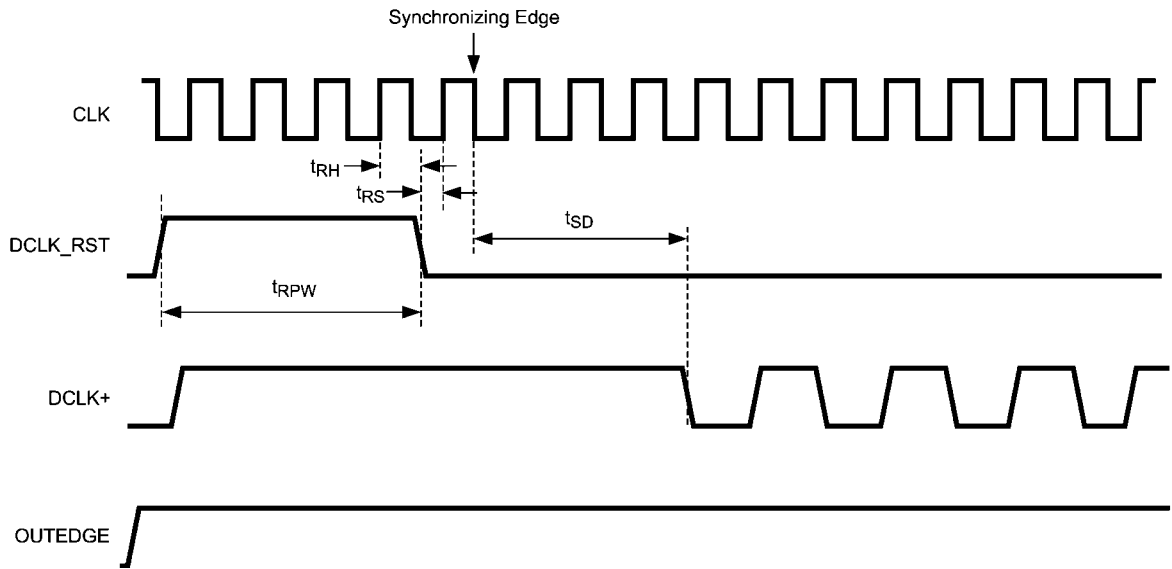 Synchronizing Edge
CLK
tRH
tRS
DCLK_RST
tSD
tRPW
DCLK+
OUTEDGE